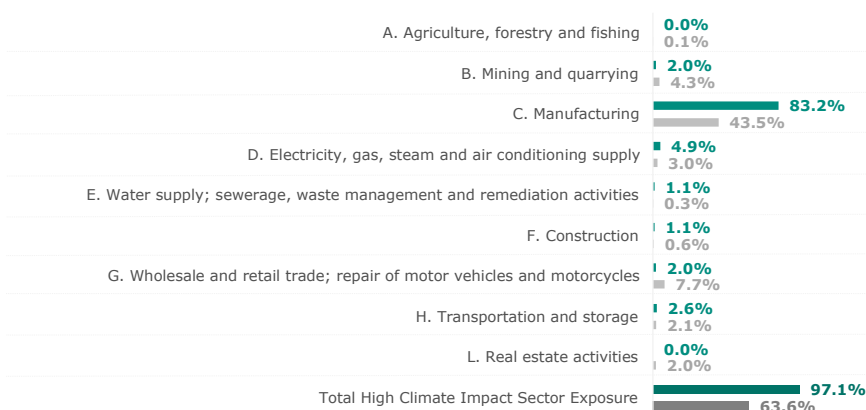 A. Agriculture, forestry and fishing
0.0%
0.1%
B. Mining and quarrying
2.0%
4.3%
C. Manufacturing
83.2%
43.5%
D. Electricity, gas, steam and air conditioning supply
4.9%
3.0%
E. Water supply; sewerage, waste management and remediation activities
1.1%
0.3%
F. Construction
1.1%
0.6%
G. Wholesale and retail trade; repair of motor vehicles and motorcycles
2.0%
7.7%
H. Transportation and storage
2.6%
2.1%
L. Real estate activities
0.0%
2.0%
Total High Climate Impact Sector Exposure
97.1%
63.6%